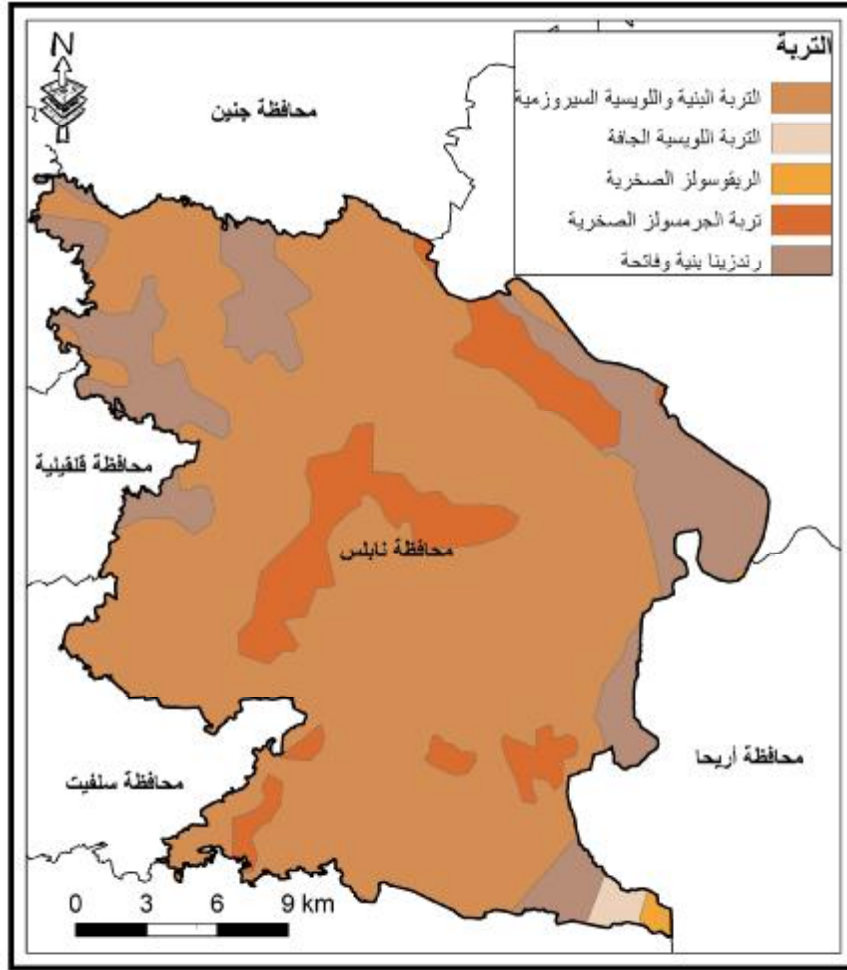 N
التربة
التربة البنية واللويسية السيروزمية
التربة اللويسية الجافة
الريقوسولز الصخرية
تربة الجرمسولز الصخرية
رندزينا بنية وفاتحة
محافظة جنين
محافظة قلقيلية
محافظة نابلس
محافظة أريحا
محافظة سلفيت
0 3 6 9 km